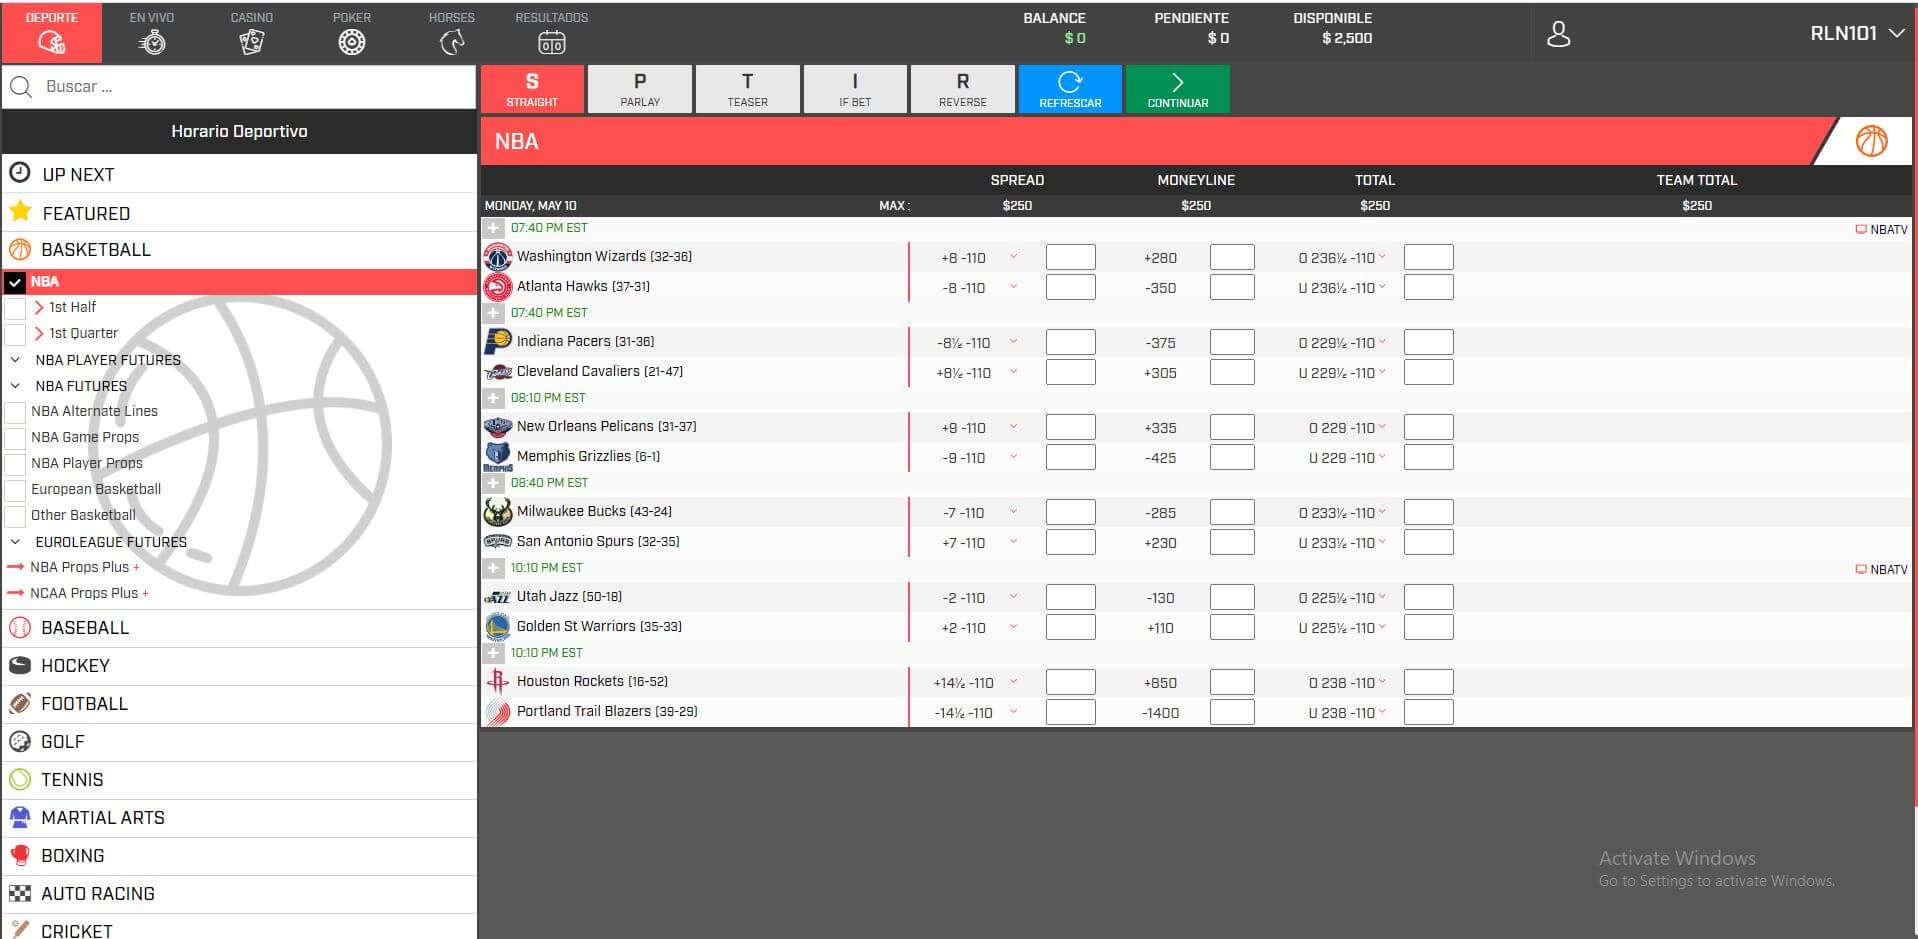 DEPORTE
EN VIVO
CASINO
POKER
HORSES
RESULTADOS
BALANCE
$ 0
PENDIENTE
$ 0
DISPONIBLE
$ 2,500
RLN101
Buscar ...
S
STRAIGHT
P
PARLAY
T
TEASER
I
IF BET
R
REVERSE
REFRESCAR
CONTINUAR
Horario Deportivo
UP NEXT
FEATURED
BASKETBALL
NBA
1st Half
1st Quarter
NBA PLAYER FUTURES
NBA FUTURES
NBA Alternate Lines
NBA Game Props
NBA Player Props
European Basketball
Other Basketball
EUROLEAGUE FUTURES
NBA Props Plus +
NCAA Props Plus +
BASEBALL
HOCKEY
FOOTBALL
GOLF
TENNIS
MARTIAL ARTS
BOXING
AUTO RACING
CRICKET
NBA
SPREAD MONEYLINE TOTAL TEAM TOTAL
MONDAY, MAY 10 MAX : $250 $250 $250 $250
07:40 PM EST NBATV
Washington Wizards (32-36) +8 -110 +280 O 236½ -110
Atlanta Hawks (37-31) -8 -110 -350 U 236½ -110
07:40 PM EST
Indiana Pacers (31-36) -8½ -110 -375 O 229½ -110
Cleveland Cavaliers (21-47) +8½ -110 +305 U 229½ -110
08:10 PM EST
New Orleans Pelicans (31-37) +9 -110 +335 O 229 -110
Memphis Grizzlies (6-1) -9 -110 -425 U 229 -110
08:40 PM EST
Milwaukee Bucks (43-24) -7 -110 -285 O 233½ -110
San Antonio Spurs (32-35) +7 -110 +230 U 233½ -110
10:10 PM EST NBATV
Utah Jazz (50-18) -2 -110 -130 O 225½ -110
Golden St Warriors (35-33) +2 -110 +110 U 225½ -110
10:10 PM EST
Houston Rockets (16-52) +14½ -110 +850 O 238 -110
Portland Trail Blazers (39-29) -14½ -110 -1400 U 238 -110
Activate Windows
Go to Settings to activate Windows.